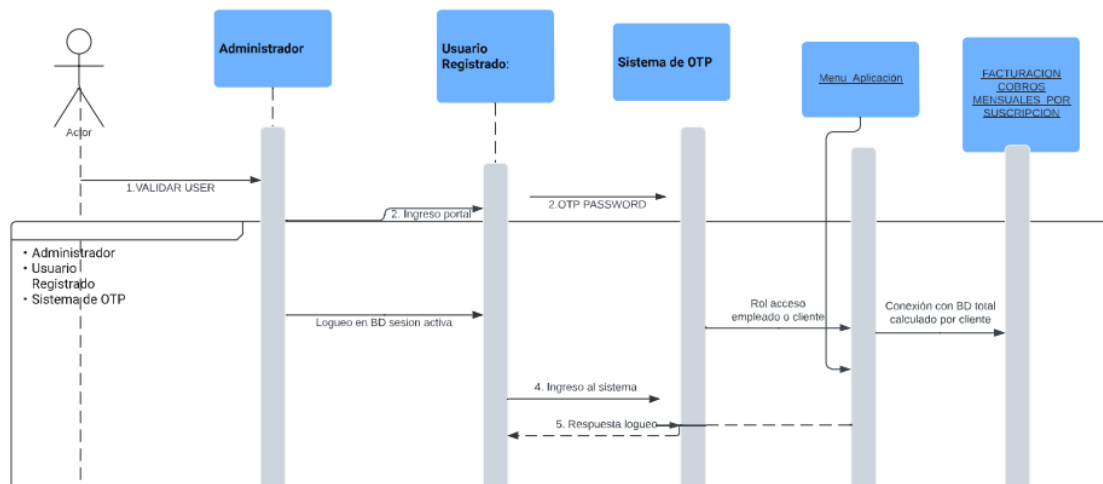 Administrador
Usuario
Registrado:
Sistema de OTP
Menu Aplicación
FACTURACION
COBROS
MENSUALES POR
SUSCRIPCION
Actor
1.VALIDAR USER
2. Ingreso portal
2.OTP PASSWORD
• Administrador
• Usuario
Registrado
• Sistema de OTP
Logueo en BD sesion activa
Rol acceso
empleado o cliente
Conexión con BD total
calculado por cliente
4. Ingreso al sistema
5. Respuesta logueo